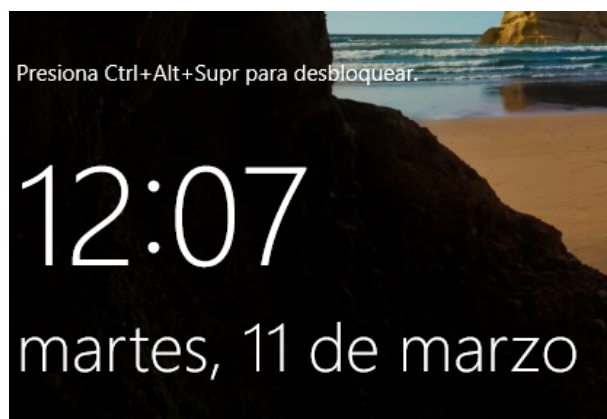 Presiona Ctrl+Alt+Supr para desbloquear.
12:07
martes, 11 de marzo